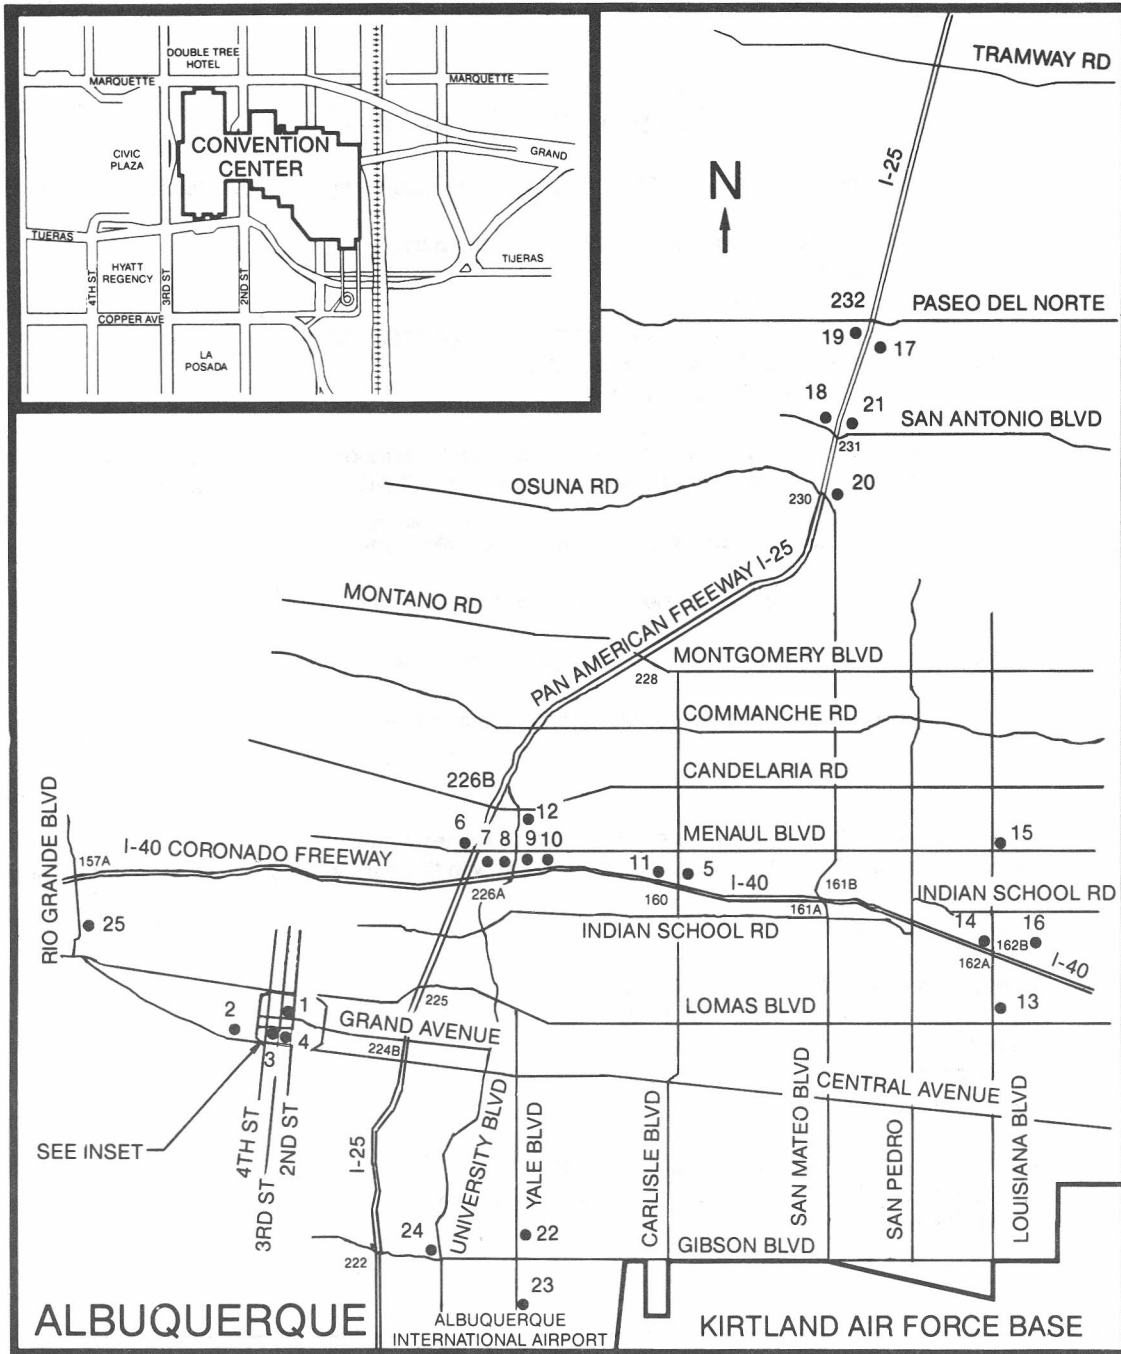 DOUBLE TREE
HOTEL
MARQUETTE
MARQUETTE
CONVENTION
CENTER
CIVIC
PLAZA
GRAND
TIJERAS
TIJERAS
HYATT
REGENCY
4TH ST
3RD ST
2ND ST
COPPER AVE
LA
POSADA
TRAMWAY RD
I-25
N
232
PASEO DEL NORTE
19
17
18
21
SAN ANTONIO BLVD
231
OSUNA RD
230
20
MONTANO RD
PAN AMERICAN FREEWAY I-25
MONTGOMERY BLVD
228
COMMANCHE RD
226B
CANDELARIA RD
12
6
7
8
9
10
MENAUL BLVD
15
RIO GRANDE BLVD
157A
I-40 CORONADO FREEWAY
11
5
I-40
161B
226A
160
161A
INDIAN SCHOOL RD
INDIAN SCHOOL RD
25
14
162B
16
162A
I-40
225
LOMAS BLVD
13
2
1
GRAND AVENUE
3
4
224B
CENTRAL AVENUE
SEE INSET
4TH ST
3RD ST
2ND ST
I-25
UNIVERSITY BLVD
YALE BLVD
CARLISLE BLVD
SAN MATEO BLVD
SAN PEDRO
LOUISIANA BLVD
24
22
222
GIBSON BLVD
23
ALBUQUERQUE
ALBUQUERQUE
INTERNATIONAL AIRPORT
KIRTLAND AIR FORCE BASE